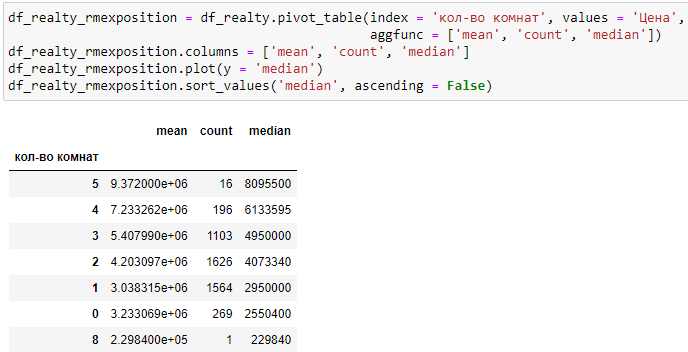 df_realty_rmexposition = df_realty.pivot_table(index = 'кол-во комнат', values = 'Цена',
aggfunc = ['mean', 'count', 'median'])
df_realty_rmexposition.columns = ['mean', 'count', 'median']
df_realty_rmexposition.plot(y = 'median')
df_realty_rmexposition.sort_values('median', ascending = False)
mean count median
кол-во комнат
5 9.372000e+06 16 8095500
4 7.233262e+06 196 6133595
3 5.407990e+06 1103 4950000
2 4.203097e+06 1626 4073340
1 3.038315e+06 1564 2950000
0 3.233069e+06 269 2550400
8 2.298400e+05 1 229840